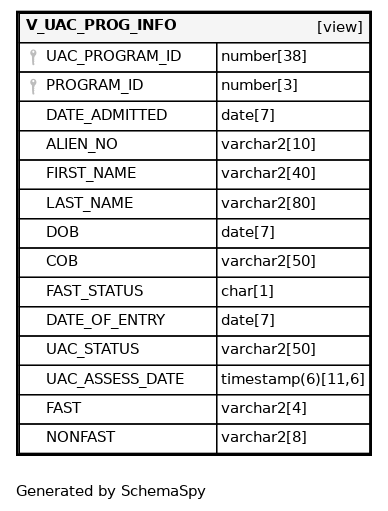 V_UAC_PROG_INFO [view]
UAC_PROGRAM_ID number[38]
PROGRAM_ID number[3]
DATE_ADMITTED date[7]
ALIEN_NO varchar2[10]
FIRST_NAME varchar2[40]
LAST_NAME varchar2[80]
DOB date[7]
COB varchar2[50]
FAST_STATUS char[1]
DATE_OF_ENTRY date[7]
UAC_STATUS varchar2[50]
UAC_ASSESS_DATE timestamp(6)[11,6]
FAST varchar2[4]
NONFAST varchar2[8]
Generated by SchemaSpy